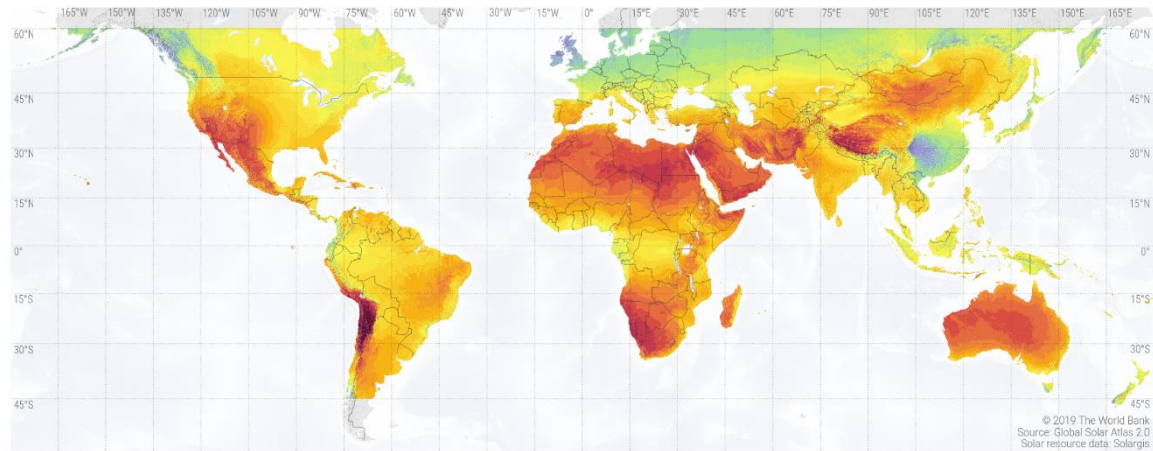 165°W 150°W 135°W 120°W 105°W 90°W 75°W 60°W 45°W 30°W 15°W 0° 15°E 30°E 45°E 60°E 75°E 90°E 105°E 120°E 135°E 150°E 165°E
60°N 60°N
45°N 45°N
30°N 30°N
15°N 15°N
0° 0°
15°S 15°S
30°S 30°S
45°S 45°S
© 2019 The World Bank
Source: Global Solar Atlas 2.0
Solar resource data: Solargis